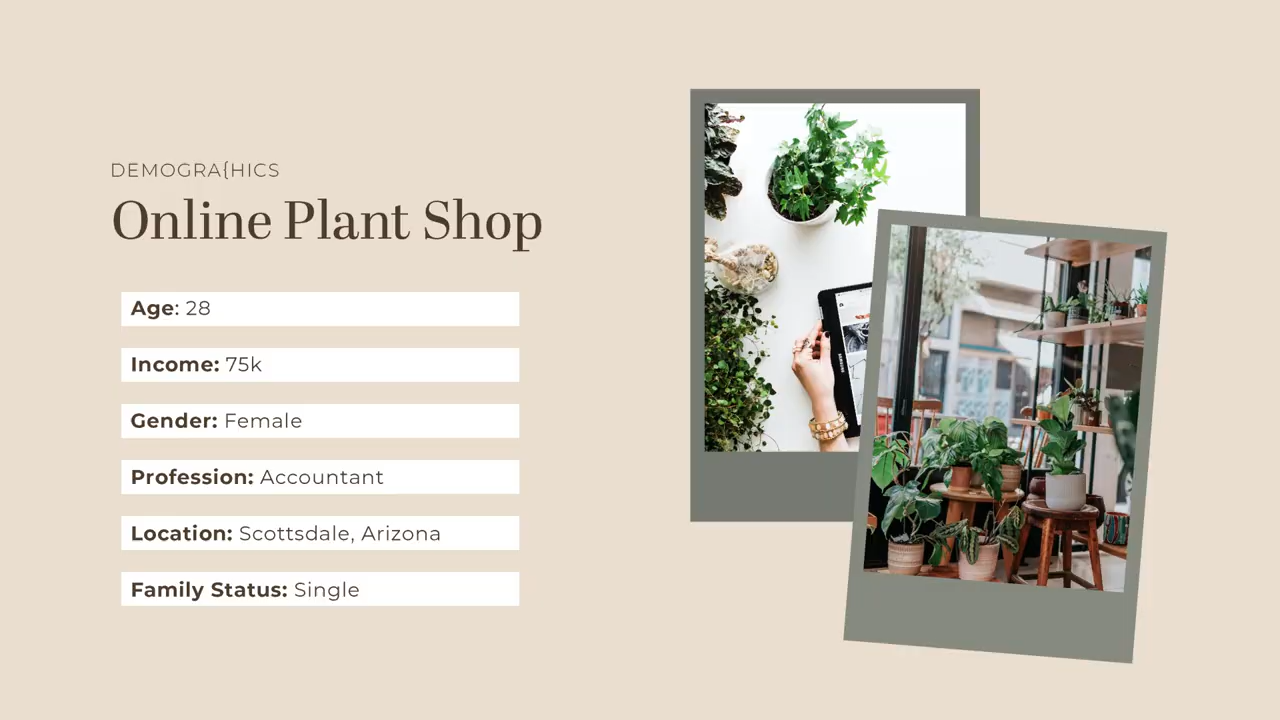 DEMOGRA{HICS
Online Plant Shop
Age: 28
Income: 75k
Gender: Female
Profession: Accountant
Location: Scottsdale, Arizona
Family Status: Single
SAMSUNG